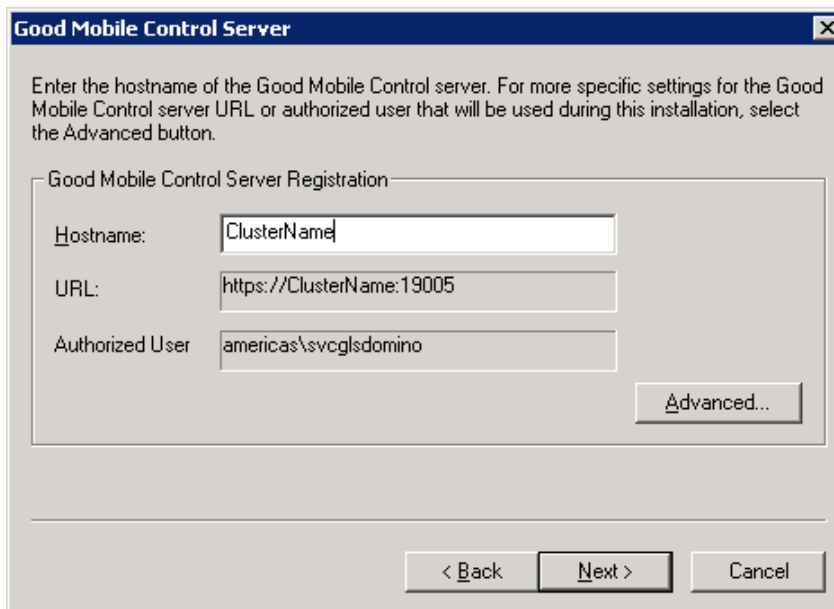 Good Mobile Control Server
Enter the hostname of the Good Mobile Control server. For more specific settings for the Good
Mobile Control server URL or authorized user that will be used during this installation, select
the Advanced button.
Good Mobile Control Server Registration
Hostname: ClusterName
URL: https://ClusterName:19005
Authorized User americas\svcglsdomino
Advanced...
< Back Next > Cancel